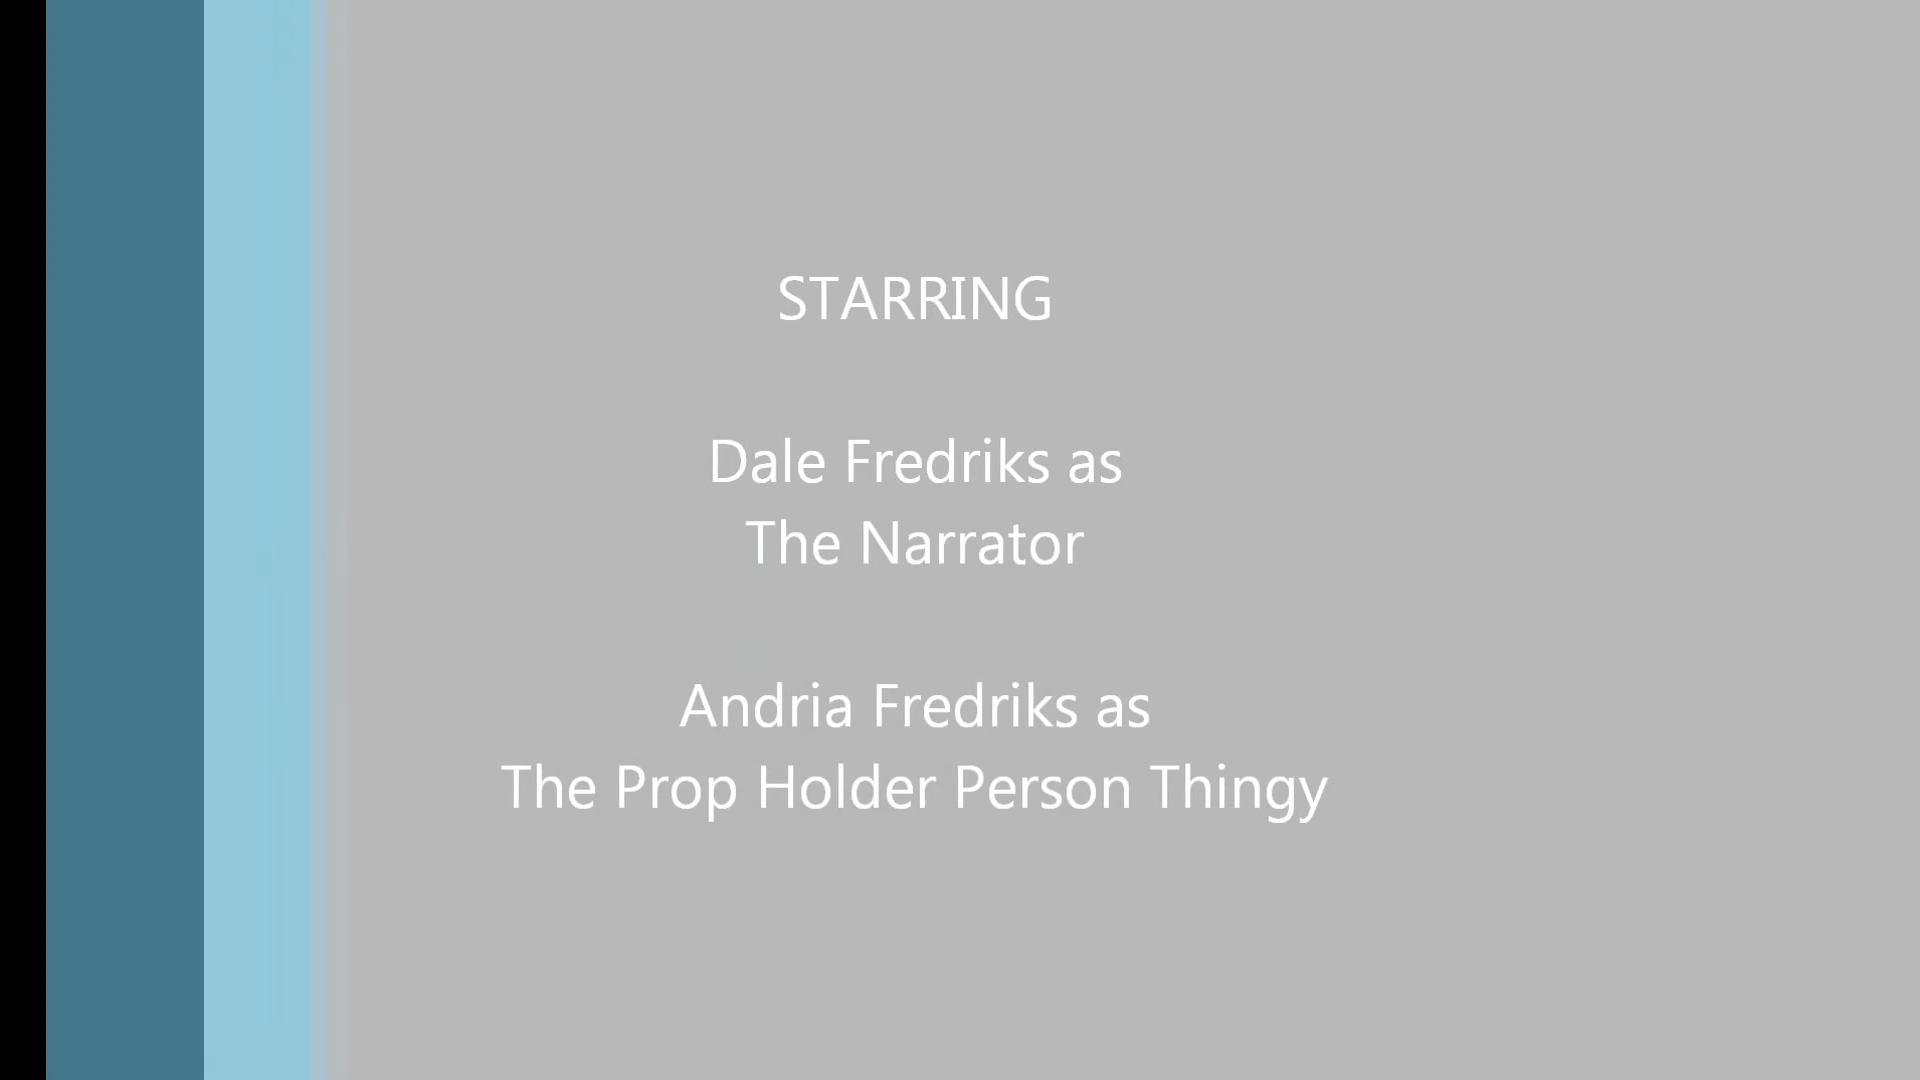 STARRING
Dale Fredriks as
The Narrator
Andria Fredriks as
The Prop Holder Person Thingy